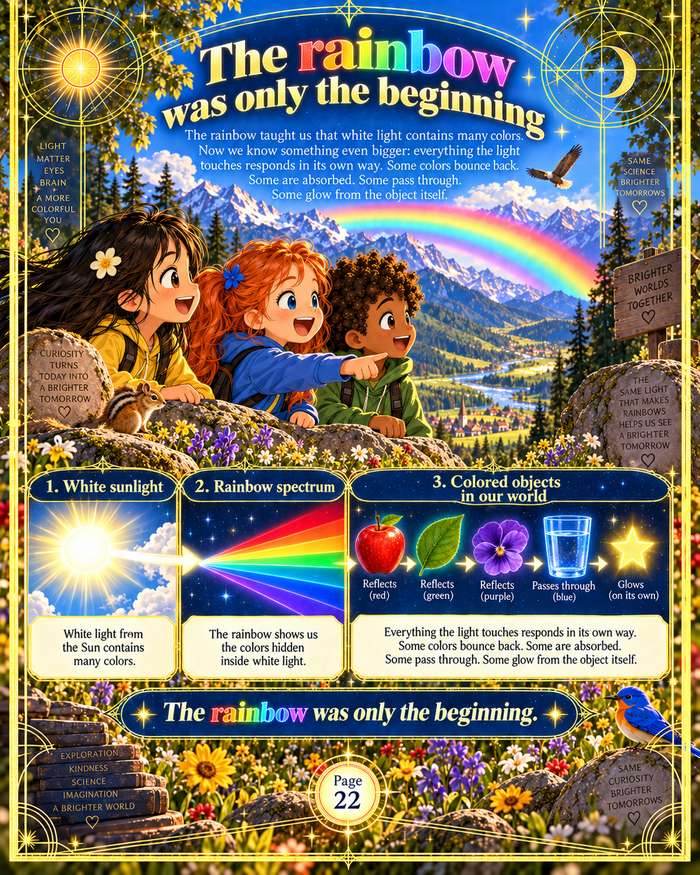 The rainbow
was only the beginning
The rainbow taught us that white light contains many colors.
Now we know something even bigger: everything the light
touches responds in its own way. Some colors bounce back.
Some are absorbed. Some pass through.
Some glow from the object itself.
LIGHT
MATTER
EYES
BRAIN
A MORE
COLORFUL
YOU
SAME
SCIENCE
BRIGHTER
TOMORROWS
BRIGHTER
WORLDS
TOGETHER
CURIOSITY
TURNS
TODAY INTO
A BRIGHTER
TOMORROW
THE
SAME LIGHT
THAT MAKES
RAINBOWS
HELPS US SEE
A BRIGHTER
TOMORROW
1. White sunlight
White light from
the Sun contains
many colors.
2. Rainbow spectrum
The rainbow shows us
the colors hidden
inside white light.
3. Colored objects
in our world
Reflects
(red)
Reflects
(green)
Reflects
(purple)
Passes through
(blue)
Glows
(on its own)
Everything the light touches responds in its own way.
Some colors bounce back. Some are absorbed.
Some pass through. Some glow from the object itself.
The rainbow was only the beginning.
EXPLORATION
KINDNESS
SCIENCE
IMAGINATION
A BRIGHTER WORLD
Page
22
SAME
CURIOSITY
BRIGHTER
TOMORROWS